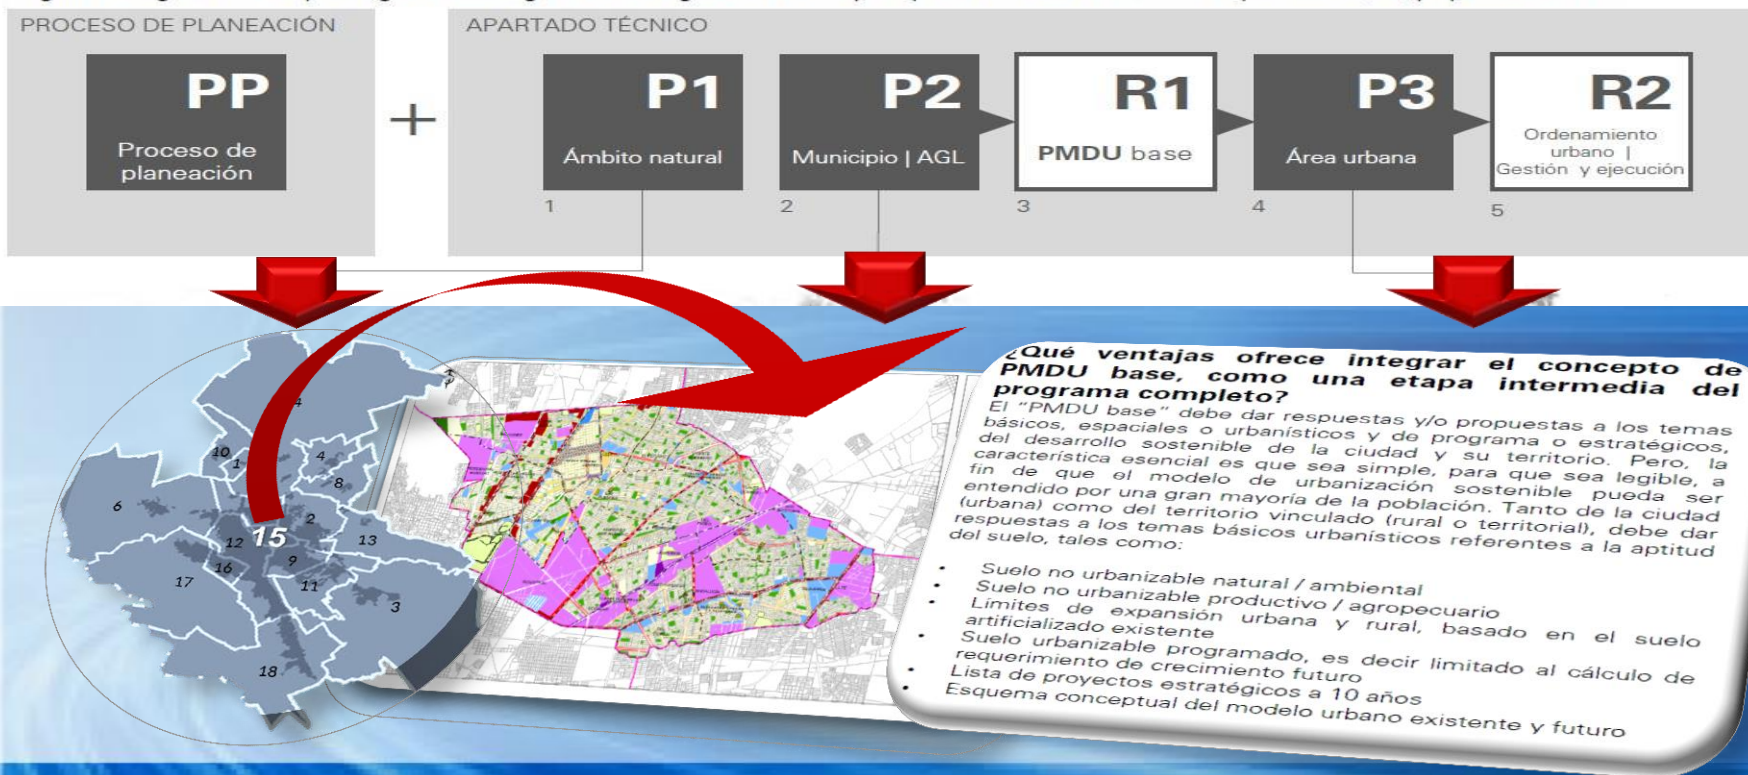 PROCESO DE PLANEACIÓN
APARTADO TÉCNICO
PP
Proceso de
planeación
+
P1
Ámbito natural
P2
Municipio | AGL
R1
PMDU base
P3
Área urbana
R2
Ordenamiento
urbano |
Gestión y ejecución
1
2
3
4
5
10
1
4
8
6
2
12
15
13
16
9
17
11
3
18
¿Qué ventajas ofrece integrar el concepto de
PMDU base, como una etapa intermedia del
programa completo?
El "PMDU base" debe dar respuestas y/o propuestas a los temas
básicos, espaciales o urbanísticos y de programa o estratégicos,
del desarrollo sostenible de la ciudad y su territorio. Pero, la
característica esencial es que sea simple, para que sea legible, a
fin de que el modelo de urbanización sostenible pueda ser
entendido por una gran mayoría de la población. Tanto de la ciudad
(urbana) como del territorio vinculado (rural o territorial), debe dar
respuestas a los temas básicos urbanísticos referentes a la aptitud
del suelo, tales como:
• Suelo no urbanizable natural / ambiental
• Suelo no urbanizable productivo / agropecuario
• Límites de expansión urbana y rural, basado en el suelo
artificializado existente
• Suelo urbanizable programado, es decir limitado al cálculo de
requerimiento de crecimiento futuro
• Lista de proyectos estratégicos a 10 años
• Esquema conceptual del modelo urbano existente y futuro